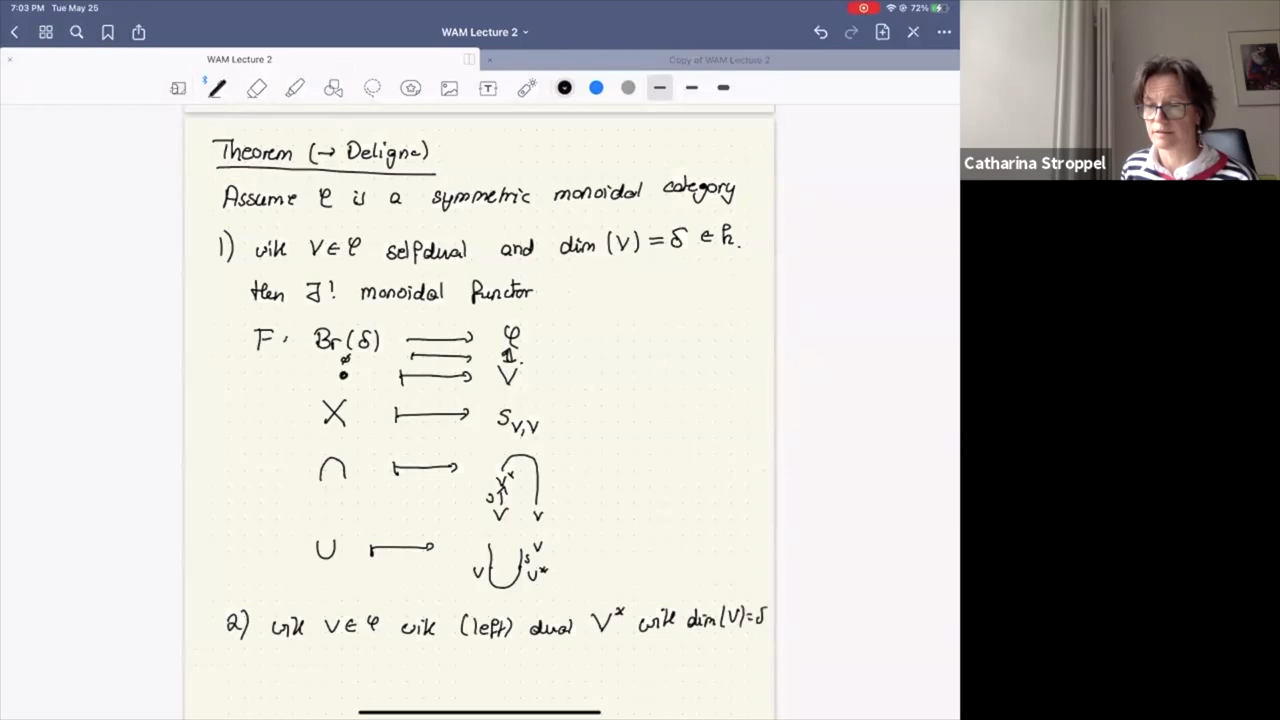 7:03 PM Tue May 25
72%
WAM Lecture 2
WAM Lecture 2
Copy of WAM Lecture 2
Catharina Stroppel
Theorem (→ Deligne)
Assume 𝒞 is a symmetric monoidal category
1) with V ∈ 𝒞 selfdual and dim (V) = δ ∈ k.
then ∃! monoidal functor
F: Br(δ) ⟶ 𝒞
∅ ⟼ 𝟙.
• ⟼ V
X ⟼ S_{V,V}
∩ ⟼ ∩
V*
V V
∪ ⟼ ∪
V
V V*
2) with V ∈ 𝒞 with (left) dual V* with dim(V)=δ